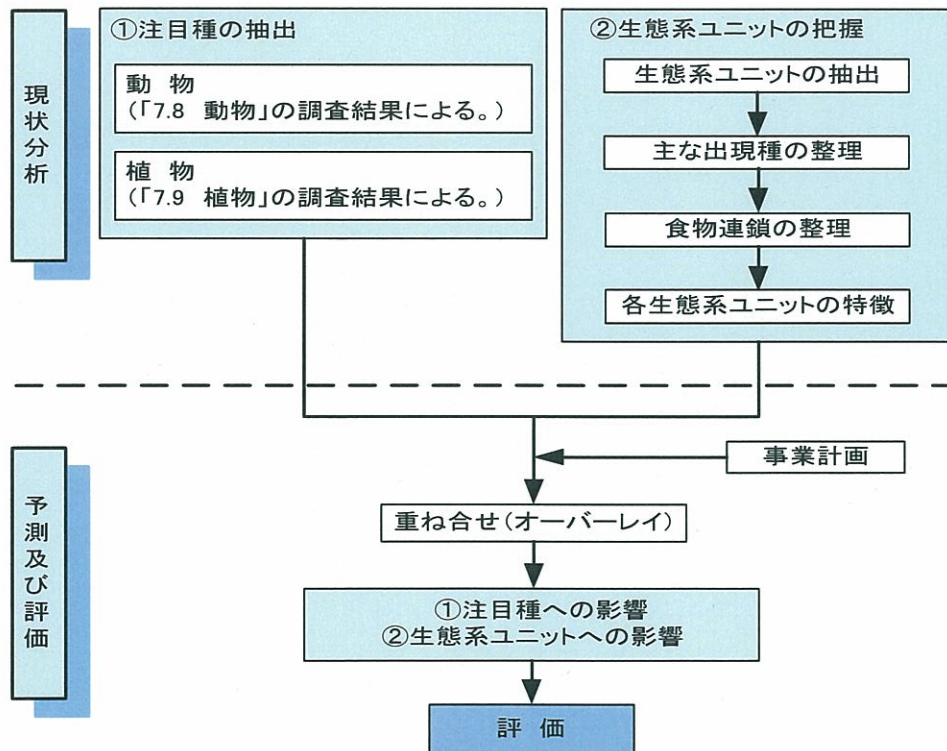 現状分析
①注目種の抽出
動 物
(「7.8 動物」の調査結果による。)
植 物
(「7.9 植物」の調査結果による。)
②生態系ユニットの把握
生態系ユニットの抽出
主な出現種の整理
食物連鎖の整理
各生態系ユニットの特徴
予測及び評価
事業計画
重ね合せ(オーバーレイ)
①注目種への影響
②生態系ユニットへの影響
評 価